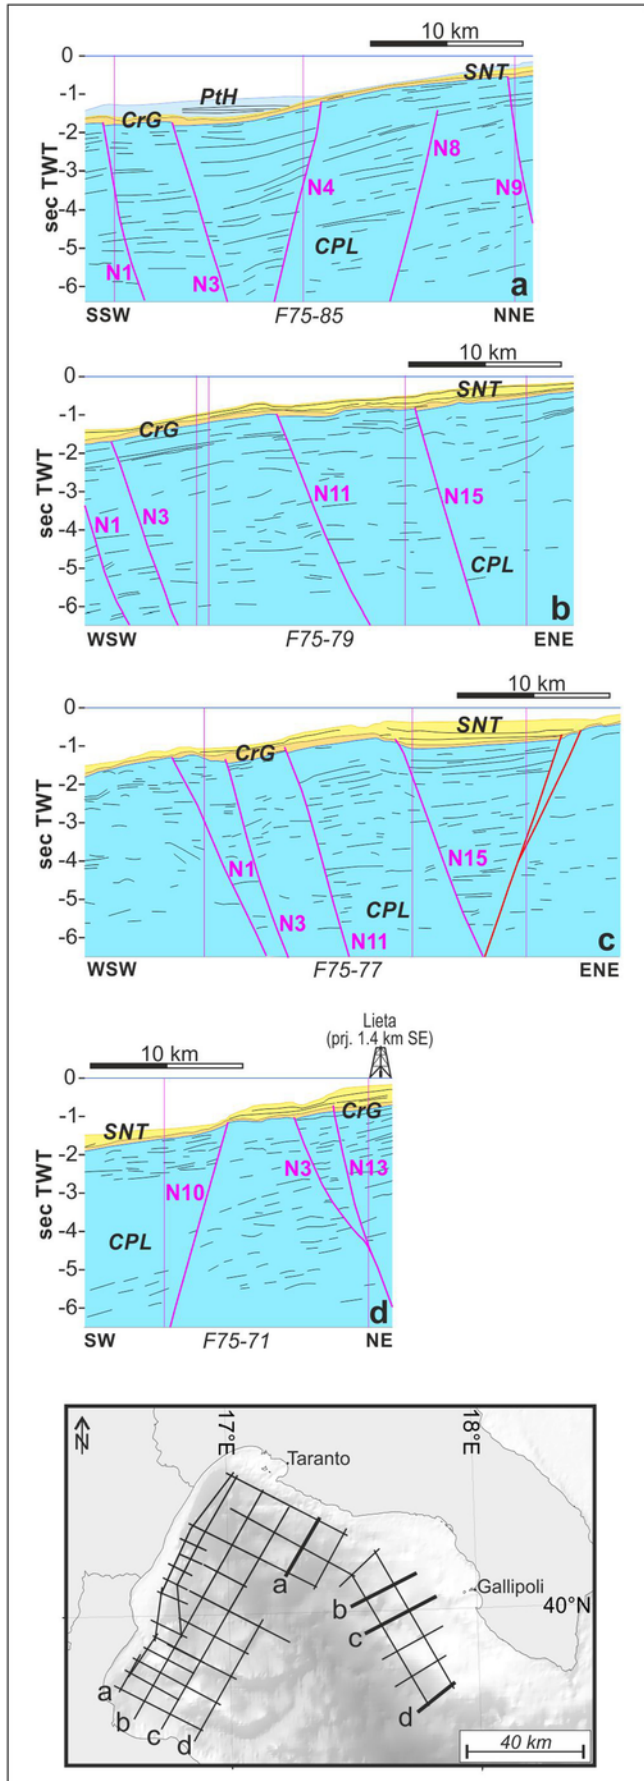 10 km
0
-1
-2
-3
-4
-5
-6
sec TWT
PtH
CrG
SNT
N1
N3
N4
N8
N9
CPL
a
SSW
F75-85
NNE
10 km
0
-1
-2
-3
-4
-5
-6
sec TWT
SNT
CrG
N1
N3
N11
N15
CPL
b
WSW
F75-79
ENE
10 km
0
-1
-2
-3
-4
-5
-6
sec TWT
SNT
CrG
N1
N3
N11
N15
CPL
c
WSW
F75-77
ENE
Lieta
(prj. 1.4 km SE)
10 km
0
-1
-2
-3
-4
-5
-6
sec TWT
SNT
CrG
N10
N3
N13
CPL
d
SW
F75-71
NE
N
17°E
18°E
Taranto
Gallipoli
40°N
a
b
c
d
a
b
c
d
40 km